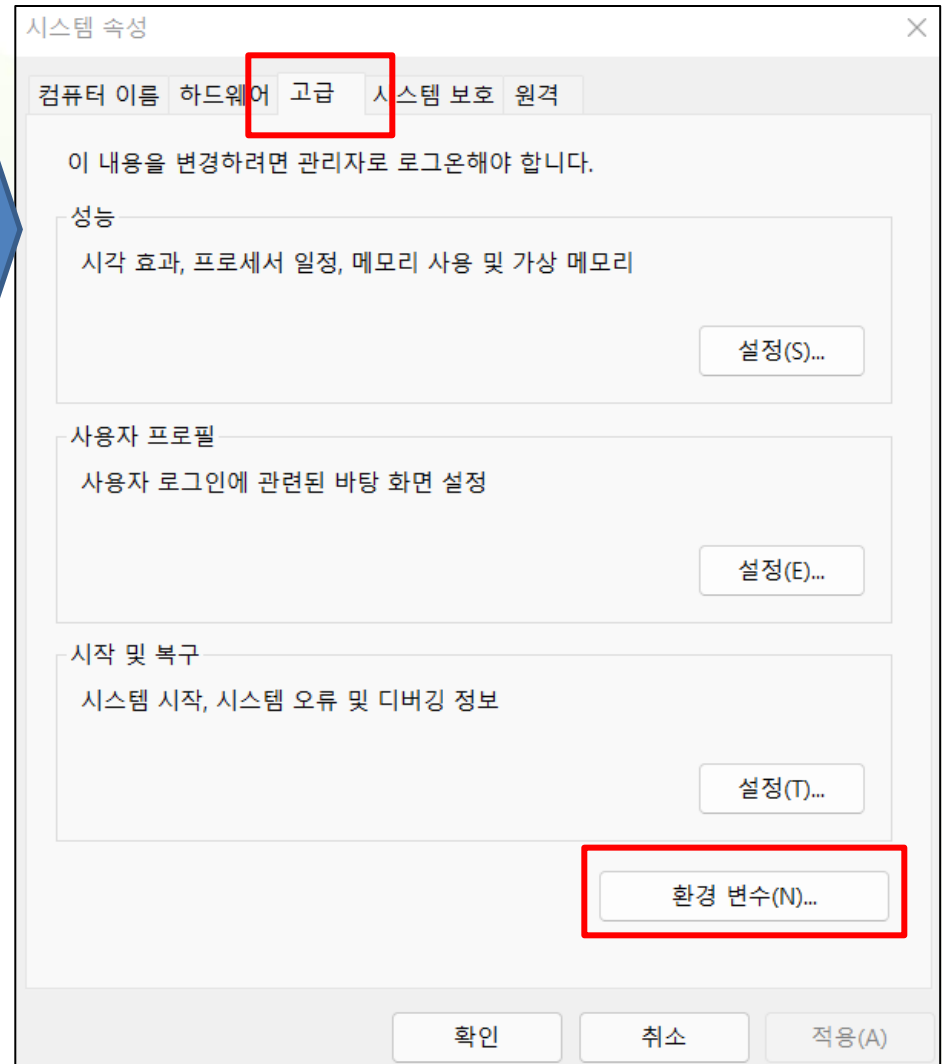 시스템 속성
컴퓨터 이름 하드웨어 고급 시스템 보호 원격
이 내용을 변경하려면 관리자로 로그온해야 합니다.
성능
시각 효과, 프로세서 일정, 메모리 사용 및 가상 메모리
설정(S)...
사용자 프로필
사용자 로그인에 관련된 바탕 화면 설정
설정(E)...
시작 및 복구
시스템 시작, 시스템 오류 및 디버깅 정보
설정(T)...
환경 변수(N)...
확인 취소 적용(A)